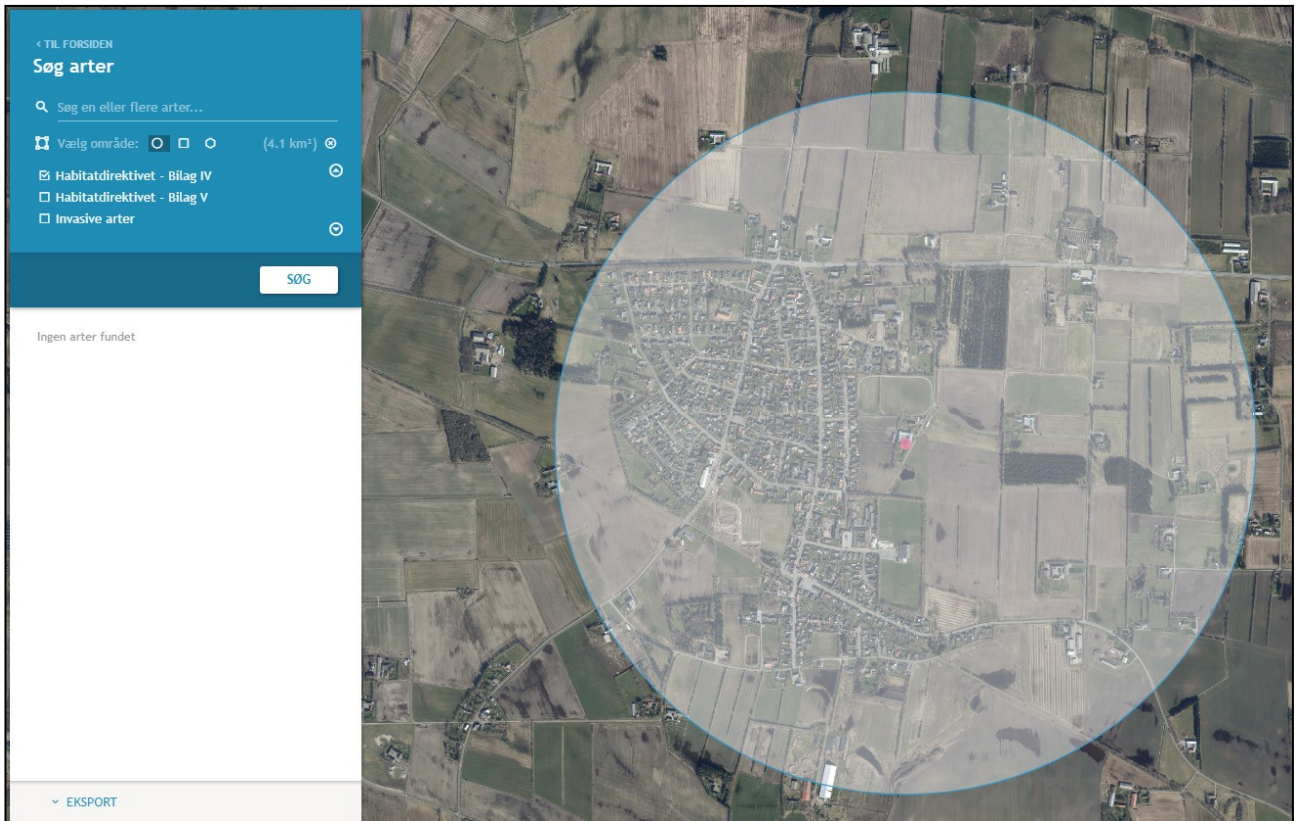 ‹ TIL FORSIDEN
Søg arter
Søg en eller flere arter...
Vælg område: (4.1 km²)
Habitatdirektivet - Bilag IV
Habitatdirektivet - Bilag V
Invasive arter
SØG
Ingen arter fundet
EKSPORT